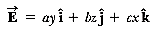 E⃗ = ay î + bz ĵ + cx k̂